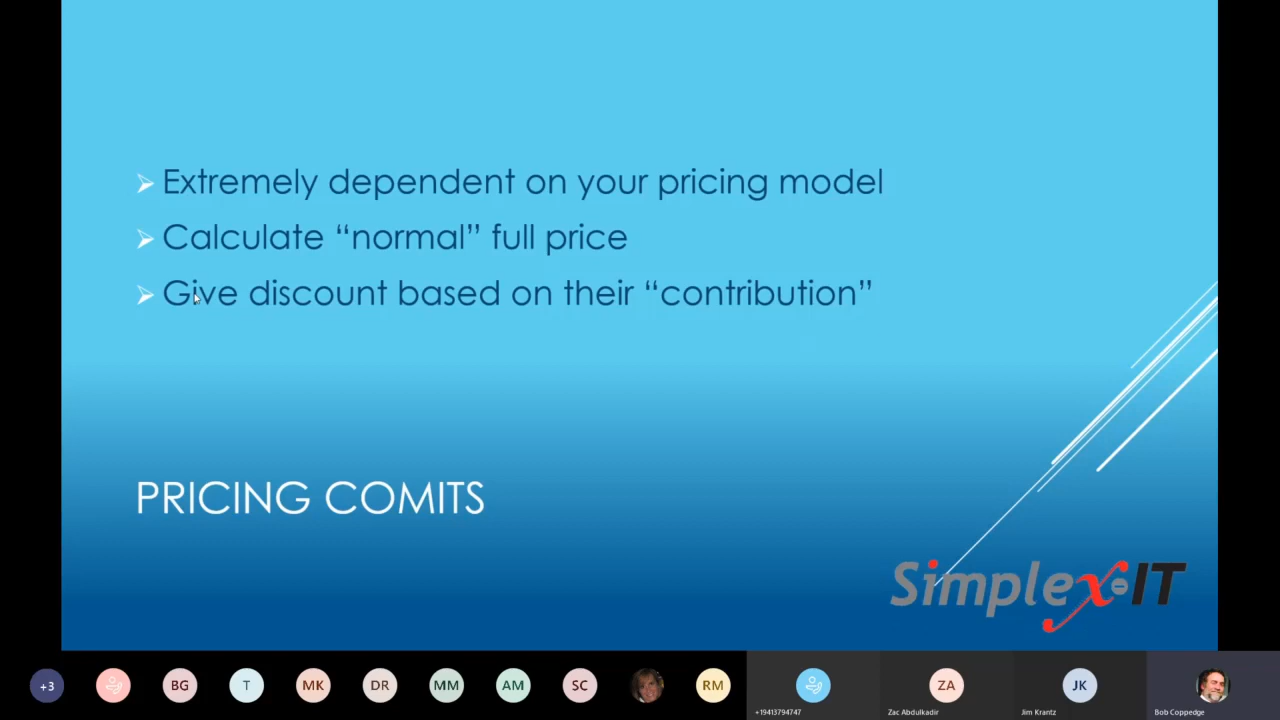 Extremely dependent on your pricing model
Calculate “normal” full price
Give discount based on their “contribution”
PRICING COMITS
Simplex-IT
+3
BG
T
MK
DR
MM
AM
SC
RM
+19413794747
ZA
Zac Abdulkadir
JK
Jim Krantz
Bob Coppedge